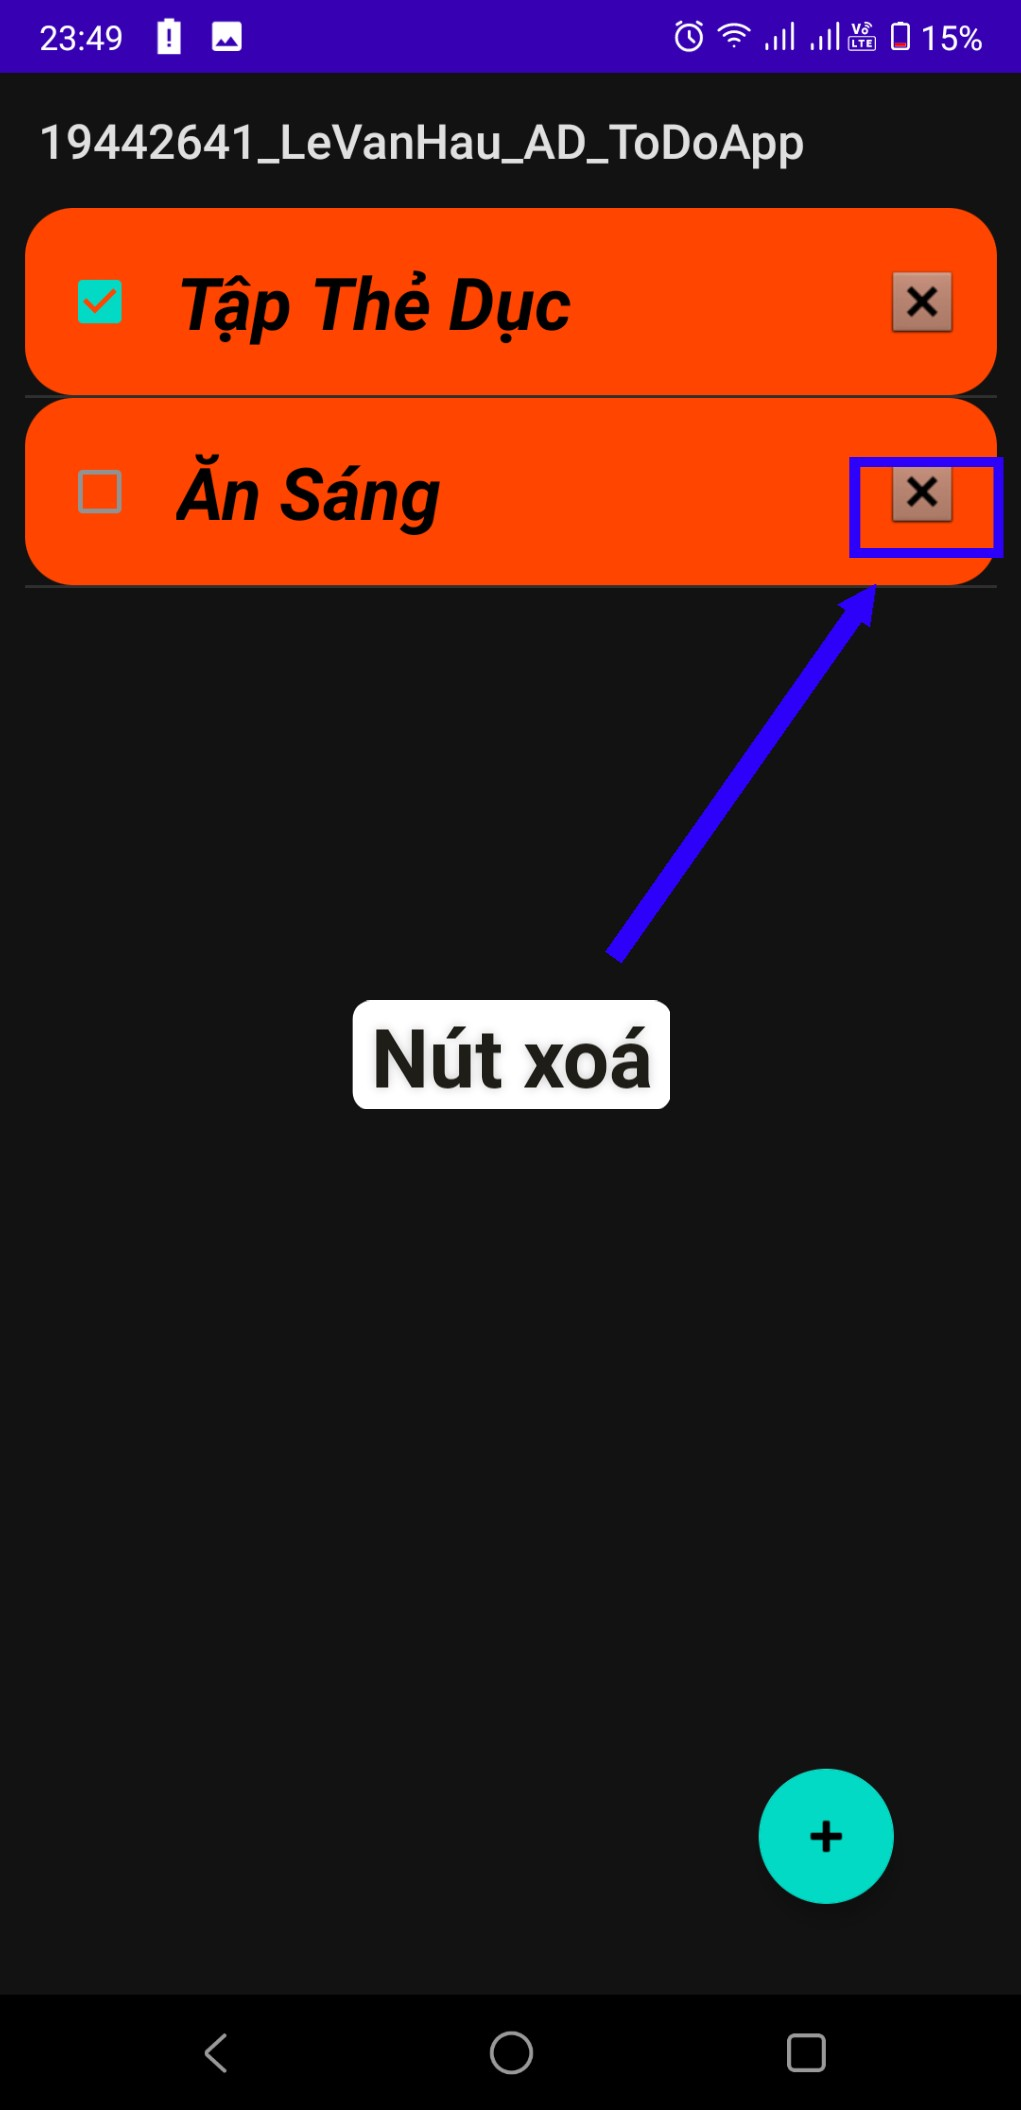 23:49 15%
19442641_LeVanHau_AD_ToDoApp
Tập Thẻ Dục
Ăn Sáng
Nút xoá